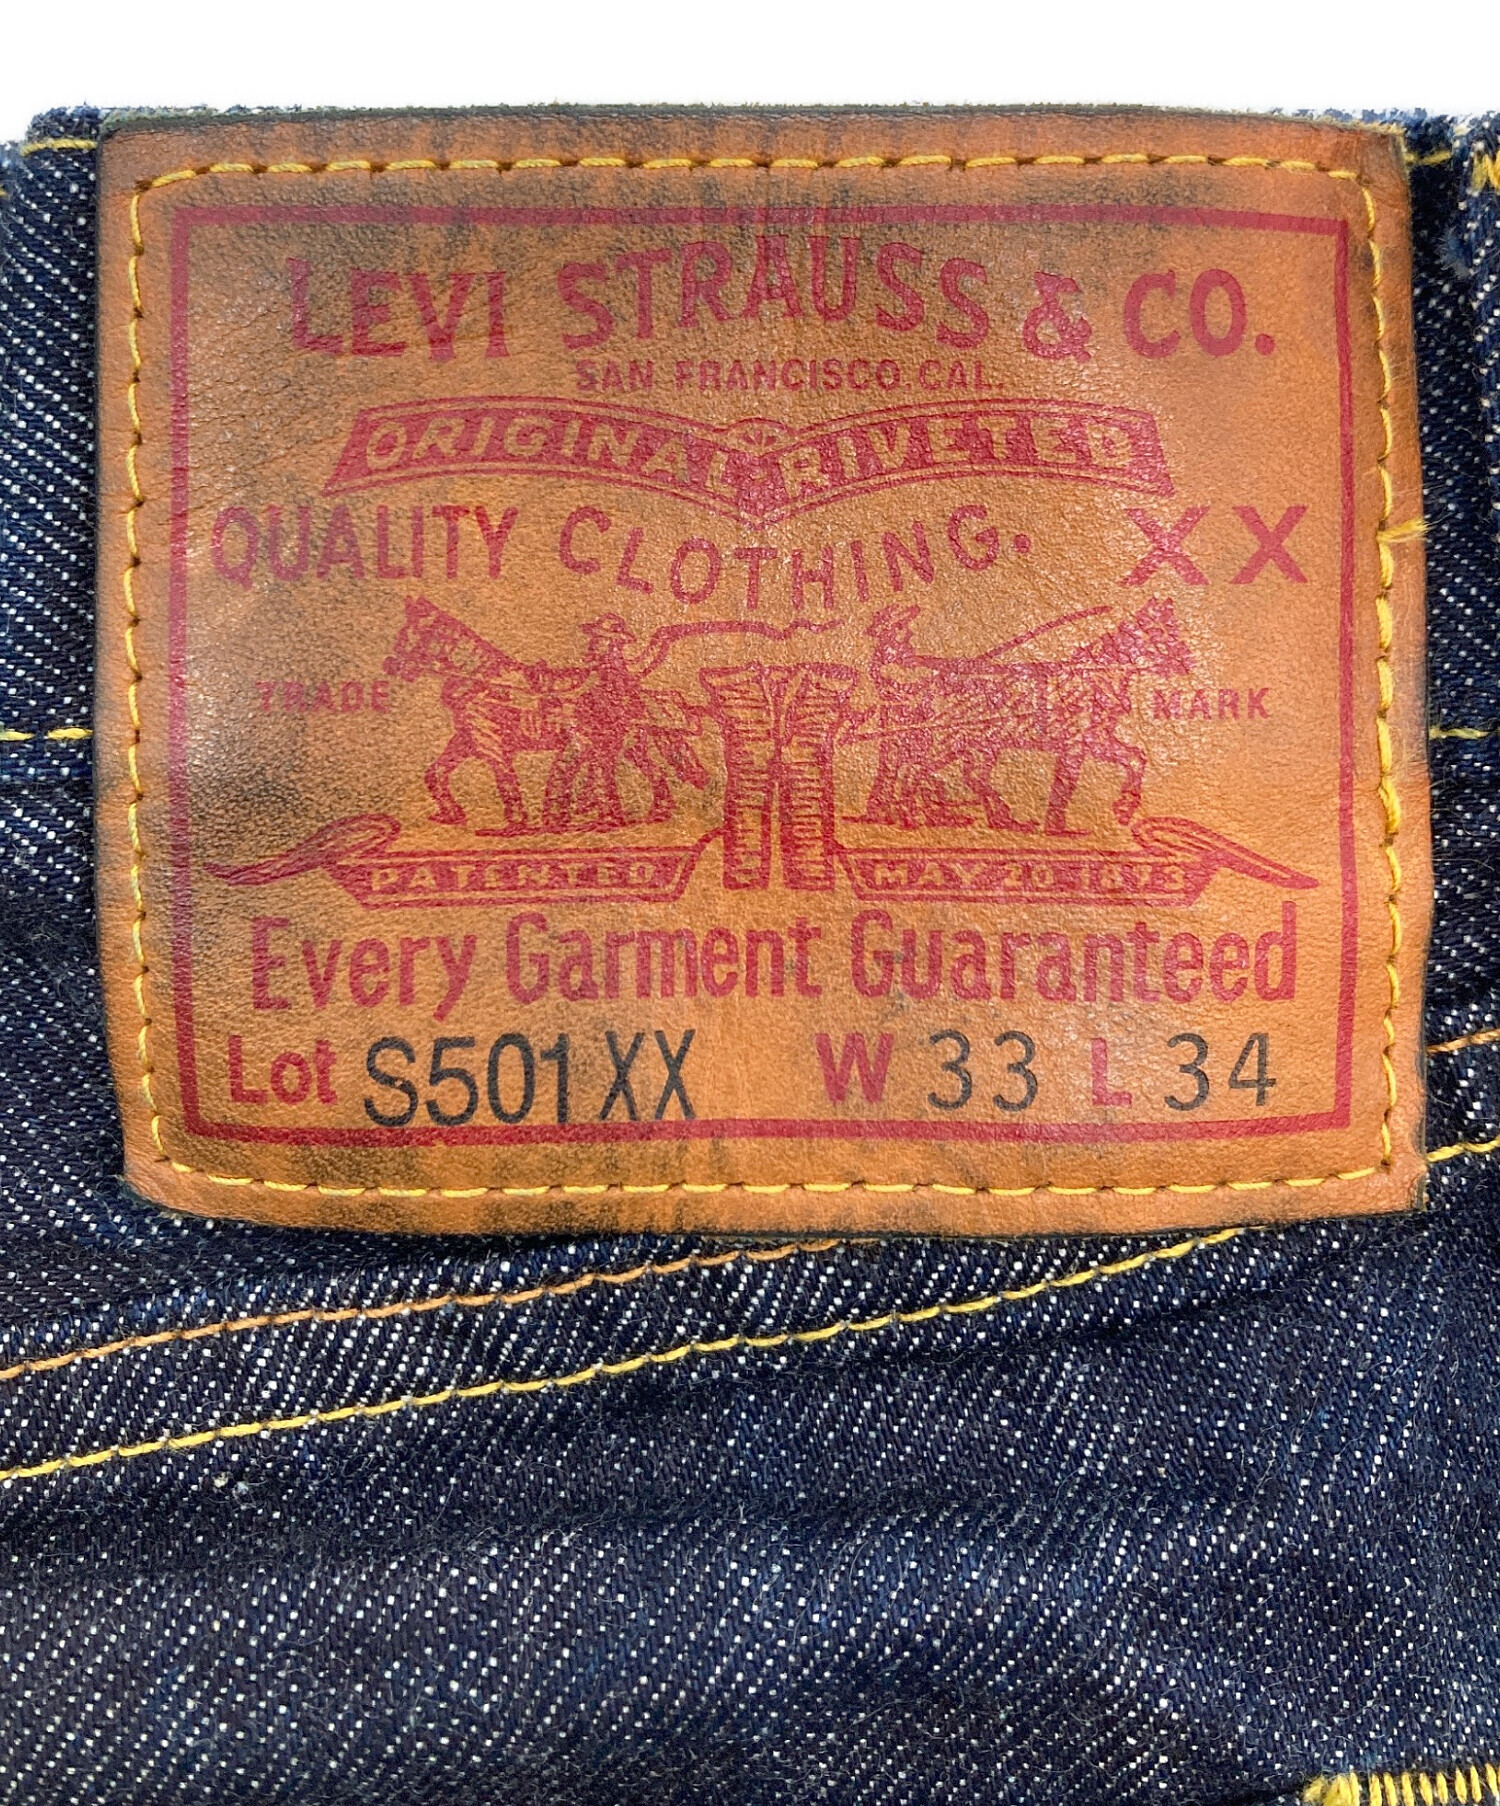 LEVI STRAUSS & CO.
SAN FRANCISCO. CAL.
ORIGINAL RIVETED
QUALITY CLOTHING. XX
TRADE MARK
PATENTED MAY 20 1873
Every Garment Guaranteed
Lot S501XX W 33 L 34